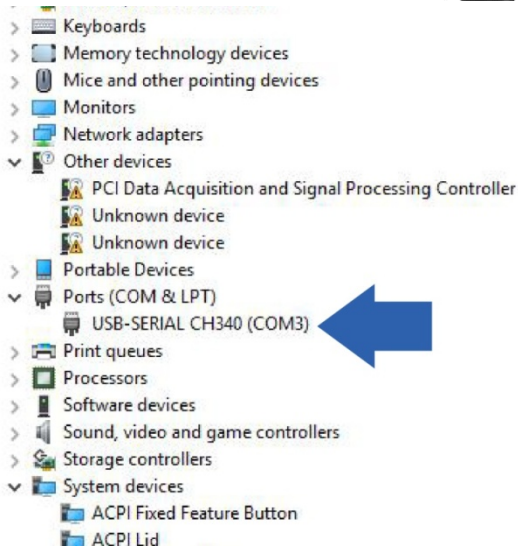 Keyboards
Memory technology devices
Mice and other pointing devices
Monitors
Network adapters
Other devices
PCI Data Acquisition and Signal Processing Controller
Unknown device
Unknown device
Portable Devices
Ports (COM & LPT)
USB-SERIAL CH340 (COM3)
Print queues
Processors
Software devices
Sound, video and game controllers
Storage controllers
System devices
ACPI Fixed Feature Button
ACPI Lid